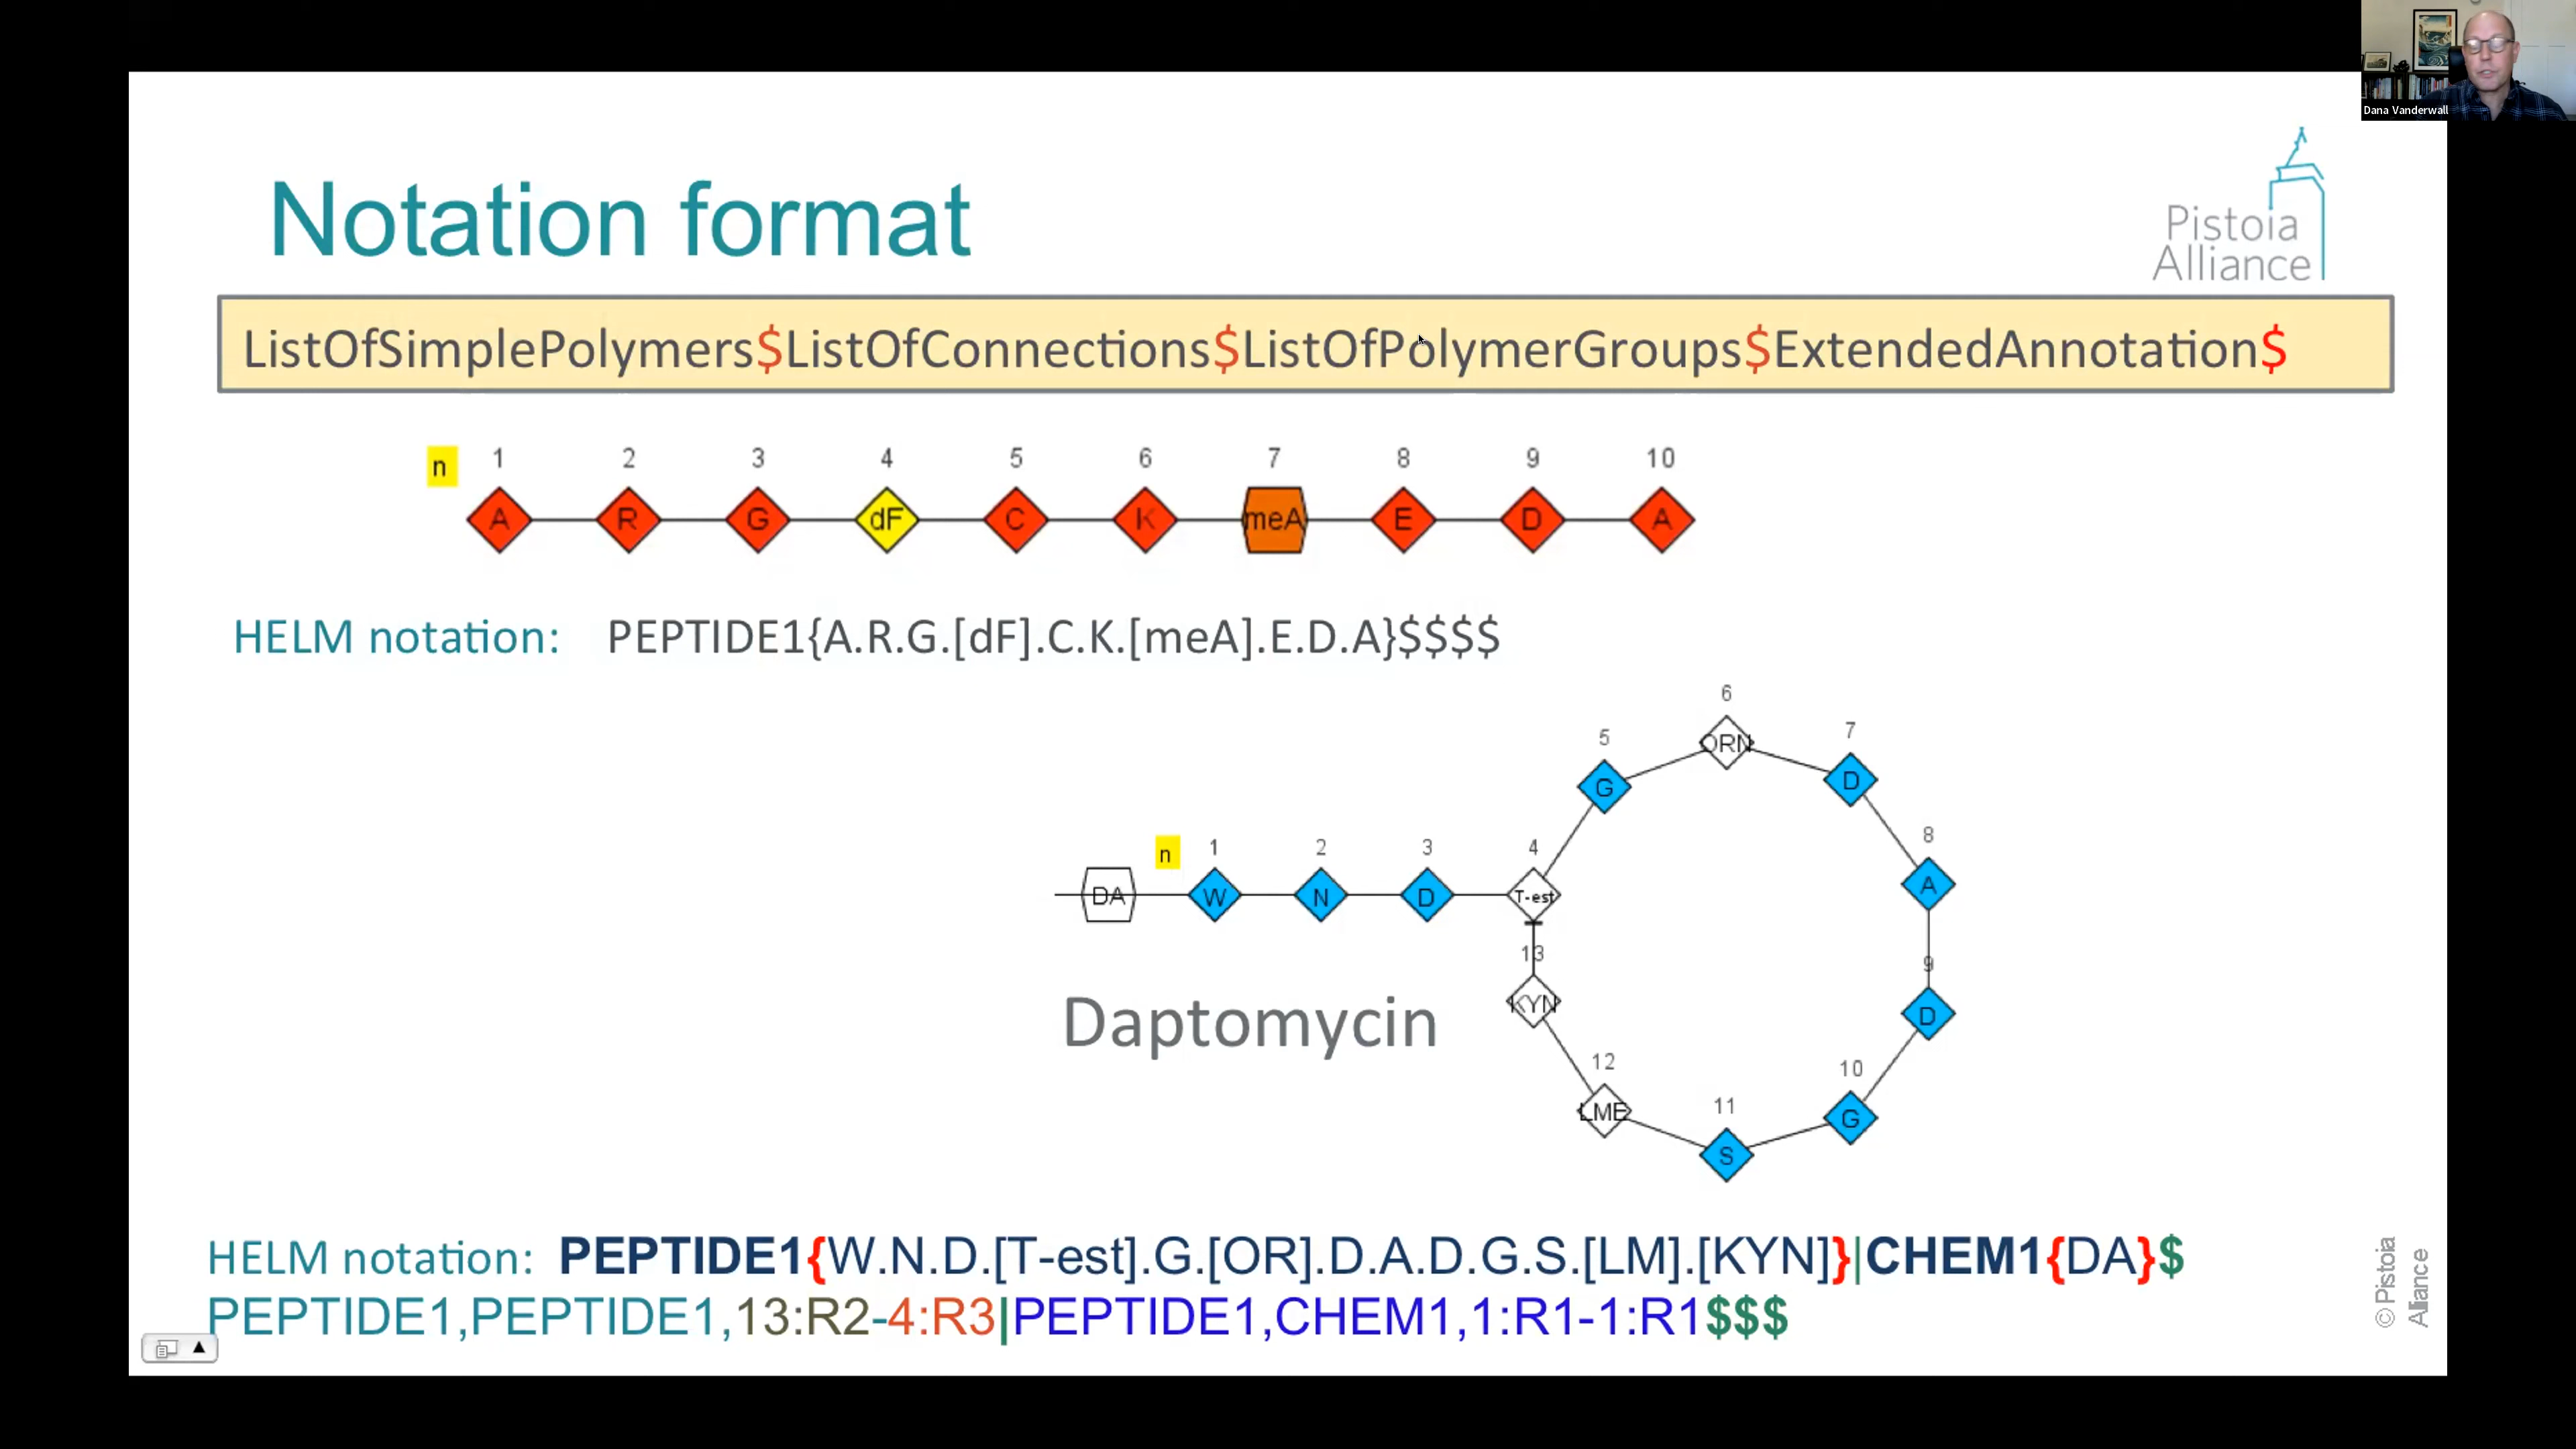 Dana Vanderwall
Notation format
Pistoia
Alliance
ListOfSimplePolymers$ListOfConnections$ListOfPolymerGroups$ExtendedAnnotation$
n 1 2 3 4 5 6 7 8 9 10
A R G dF C K meA E D A
HELM notation: PEPTIDE1{A.R.G.[dF].C.K.[meA].E.D.A}$$$$
6
5 7
ORN
G D
n 1 2 3 4 8
DA W N D T-est A
13 9
KYN D
Daptomycin
12 10
LME 11 G
S
HELM notation: PEPTIDE1{W.N.D.[T-est].G.[OR].D.A.D.G.S.[LM].[KYN]}|CHEM1{DA}$
PEPTIDE1,PEPTIDE1,13:R2-4:R3|PEPTIDE1,CHEM1,1:R1-1:R1$$$
© Pistoia
Alliance